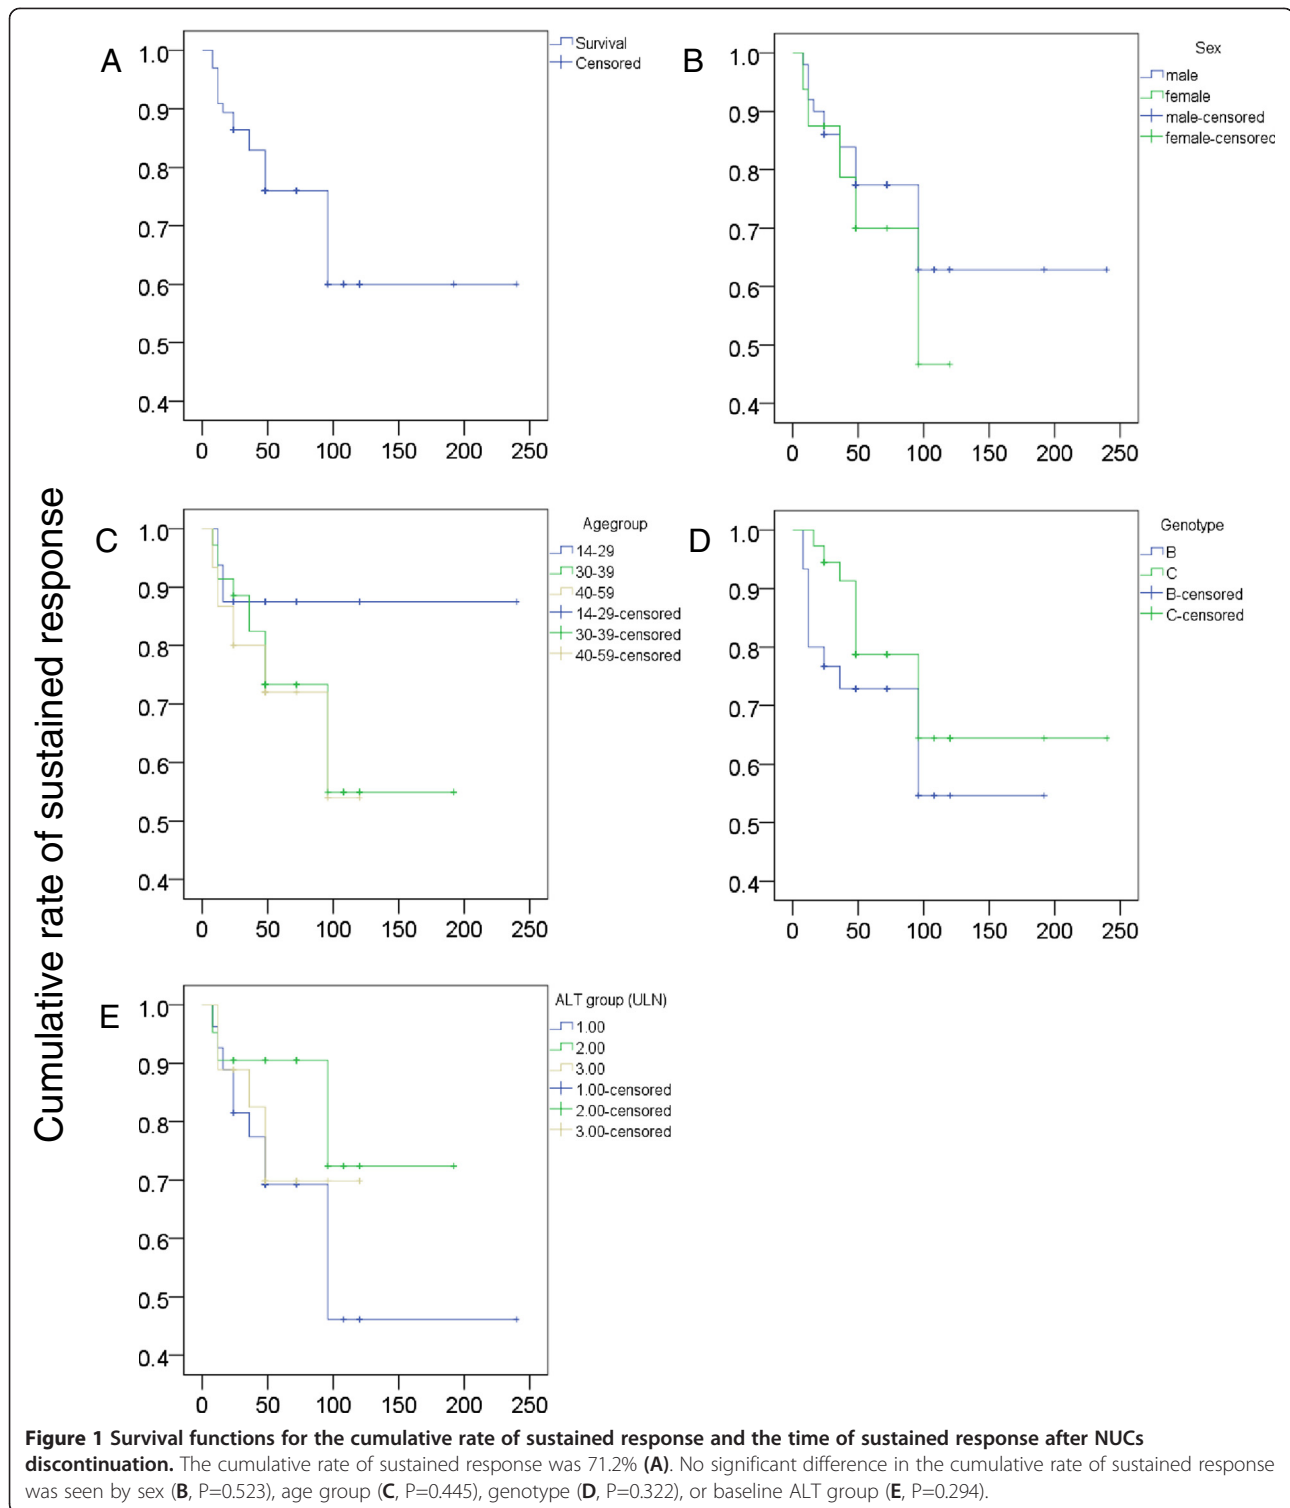 Cumulative rate of sustained response
A
1.0
0.9
0.8
0.7
0.6
0.5
0.4
0 50 100 150 200 250
Survival
Censored
B
1.0
0.9
0.8
0.7
0.6
0.5
0.4
0 50 100 150 200 250
Sex
male
female
male-censored
female-censored
C
1.0
0.9
0.8
0.7
0.6
0.5
0.4
0 50 100 150 200 250
Agegroup
14-29
30-39
40-59
14-29-censored
30-39-censored
40-59-censored
D
1.0
0.9
0.8
0.7
0.6
0.5
0.4
0 50 100 150 200 250
Genotype
B
C
B-censored
C-censored
E
1.0
0.9
0.8
0.7
0.6
0.5
0.4
0 50 100 150 200 250
ALT group (ULN)
1.00
2.00
3.00
1.00-censored
2.00-censored
3.00-censored
Figure 1 Survival functions for the cumulative rate of sustained response and the time of sustained response after NUCs
discontinuation. The cumulative rate of sustained response was 71.2% (A). No significant difference in the cumulative rate of sustained response
was seen by sex (B, P=0.523), age group (C, P=0.445), genotype (D, P=0.322), or baseline ALT group (E, P=0.294).